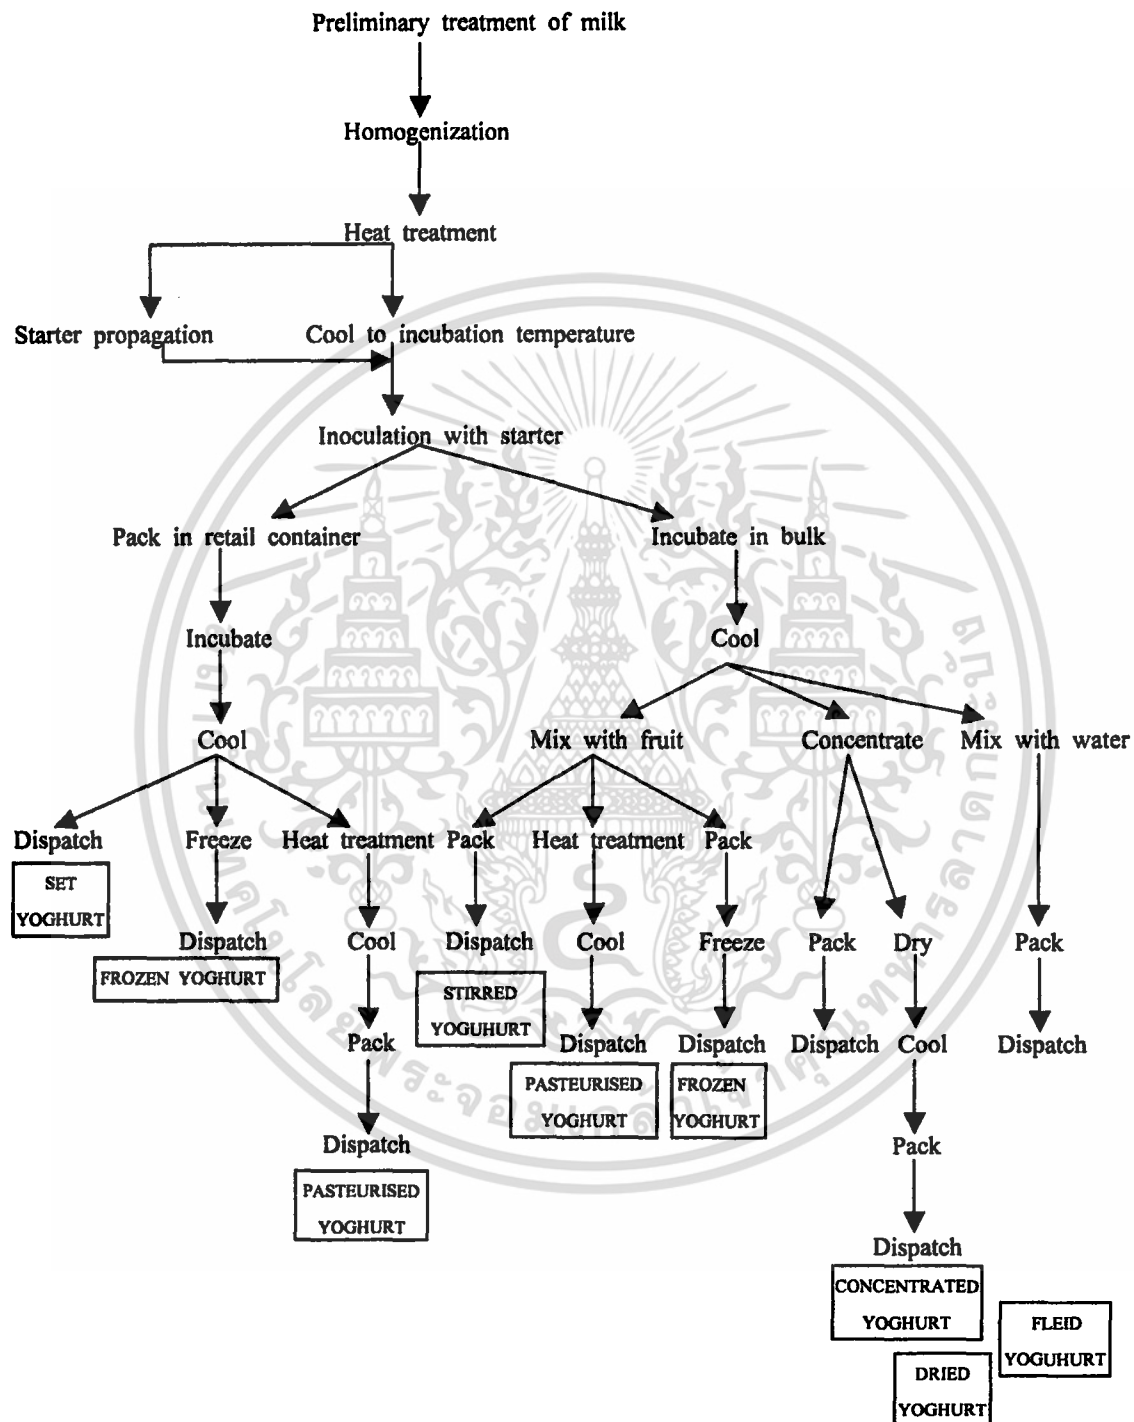 Preliminary treatment of milk
Homogenization
Heat treatment
Starter propagation
Cool to incubation temperature
Inoculation with starter
Pack in retail container
Incubate in bulk
Incubate
Cool
Cool
Mix with fruit
Concentrate
Mix with water
Dispatch
Freeze
Heat treatment
Pack
Heat treatment
Pack
SET
YOGHURT
Dispatch
Cool
Dispatch
Cool
Freeze
Pack
Dry
Pack
FROZEN YOGHURT
STIRRED
YOGUHURT
Pack
Dispatch
Dispatch
Dispatch
Cool
Dispatch
PASTEURISED
YOGHURT
FROZEN
YOGHURT
Dispatch
Pack
PASTEURISED
YOGHURT
Dispatch
CONCENTRATED
YOGHURT
FLEID
YOGUHURT
DRIED
YOGHURT